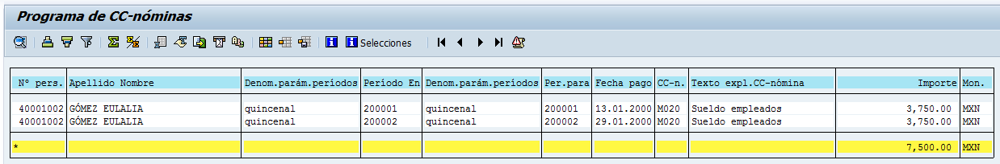 Programa de CC-nóminas
Selecciones
Nº pers. Apellido Nombre Denom.parám.períodos Período En Denom.parám.períodos Per.para Fecha pago CC-n. Texto expl.CC-nómina Importe Mon.
40001002 GÓMEZ EULALIA quincenal 200001 quincenal 200001 13.01.2000 M020 Sueldo empleados 3,750.00 MXN
40001002 GÓMEZ EULALIA quincenal 200002 quincenal 200002 29.01.2000 M020 Sueldo empleados 3,750.00 MXN
* 7,500.00 MXN